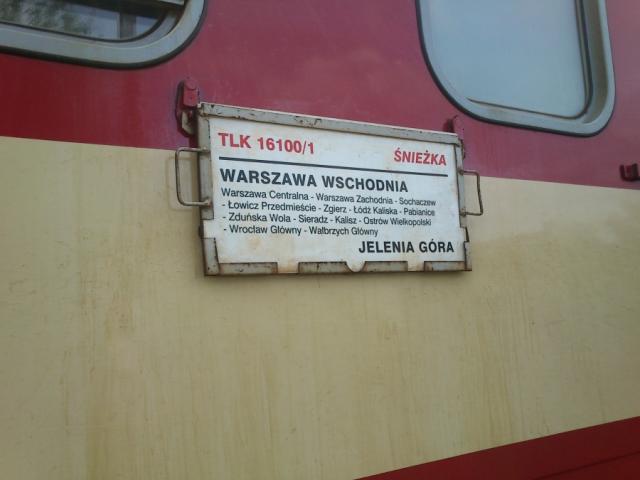 TLK 16100/1 ŚNIEŻKA
WARSZAWA WSCHODNIA
Warszawa Centralna - Warszawa Zachodnia - Sochaczew
- Łowicz Przedmieście - Zgierz - Łódź Kaliska - Pabianice
- Zduńska Wola - Sieradz - Kalisz - Ostrów Wielkopolski
- Wrocław Główny - Wałbrzych Główny
JELENIA GÓRA